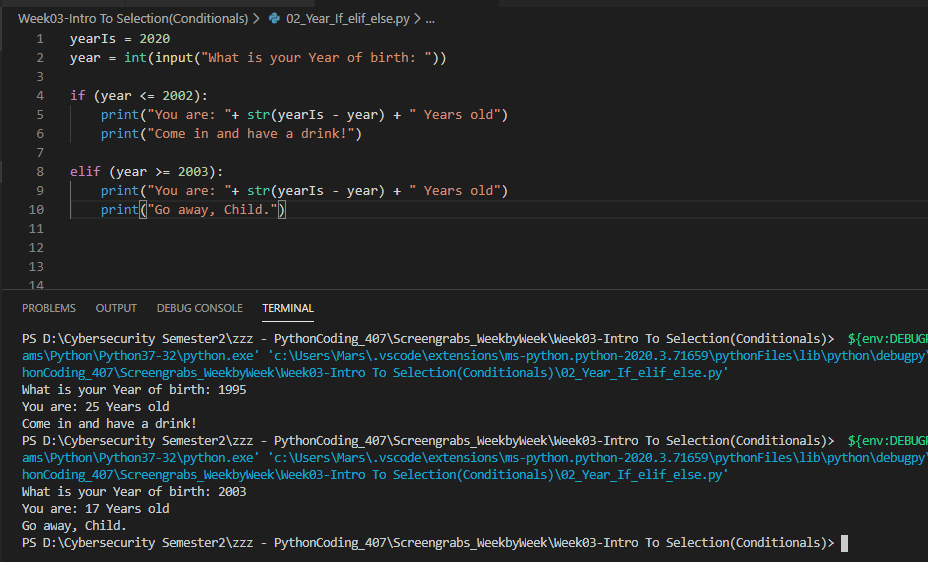 Week03-Intro To Selection(Conditionals) > 02_Year_If_elif_else.py > ...
1 yearIs = 2020
2 year = int(input("What is your Year of birth: "))
3
4 if (year <= 2002):
5 print("You are: "+ str(yearIs - year) + " Years old")
6 print("Come in and have a drink!")
7
8 elif (year >= 2003):
9 print("You are: "+ str(yearIs - year) + " Years old")
10 print("Go away, Child.")
11
12
13
14
PROBLEMS OUTPUT DEBUG CONSOLE TERMINAL
PS D:\Cybersecurity Semester2\zzz - PythonCoding_407\Screengrabs_WeekbyWeek\Week03-Intro To Selection(Conditionals)> ${env:DEBUGP
ams\Python\Python37-32\python.exe' 'c:\Users\Mars\.vscode\extensions\ms-python.python-2020.3.71659\pythonFiles\lib\python\debugpy\
honCoding_407\Screengrabs_WeekbyWeek\Week03-Intro To Selection(Conditionals)\02_Year_If_elif_else.py'
What is your Year of birth: 1995
You are: 25 Years old
Come in and have a drink!
PS D:\Cybersecurity Semester2\zzz - PythonCoding_407\Screengrabs_WeekbyWeek\Week03-Intro To Selection(Conditionals)> ${env:DEBUGP
ams\Python\Python37-32\python.exe' 'c:\Users\Mars\.vscode\extensions\ms-python.python-2020.3.71659\pythonFiles\lib\python\debugpy\
honCoding_407\Screengrabs_WeekbyWeek\Week03-Intro To Selection(Conditionals)\02_Year_If_elif_else.py'
What is your Year of birth: 2003
You are: 17 Years old
Go away, Child.
PS D:\Cybersecurity Semester2\zzz - PythonCoding_407\Screengrabs_WeekbyWeek\Week03-Intro To Selection(Conditionals)>